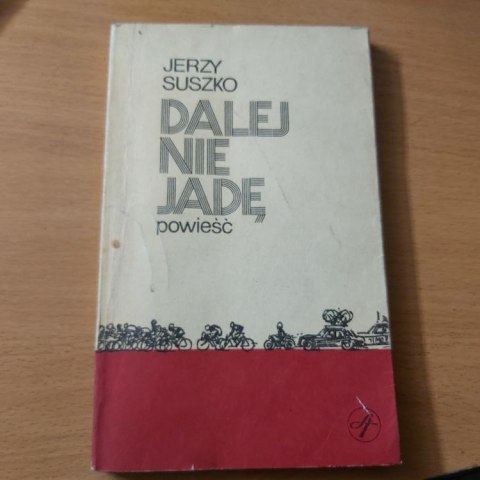 JERZY
SUSZKO
DALEJ
NIE
JADĘ
powieść